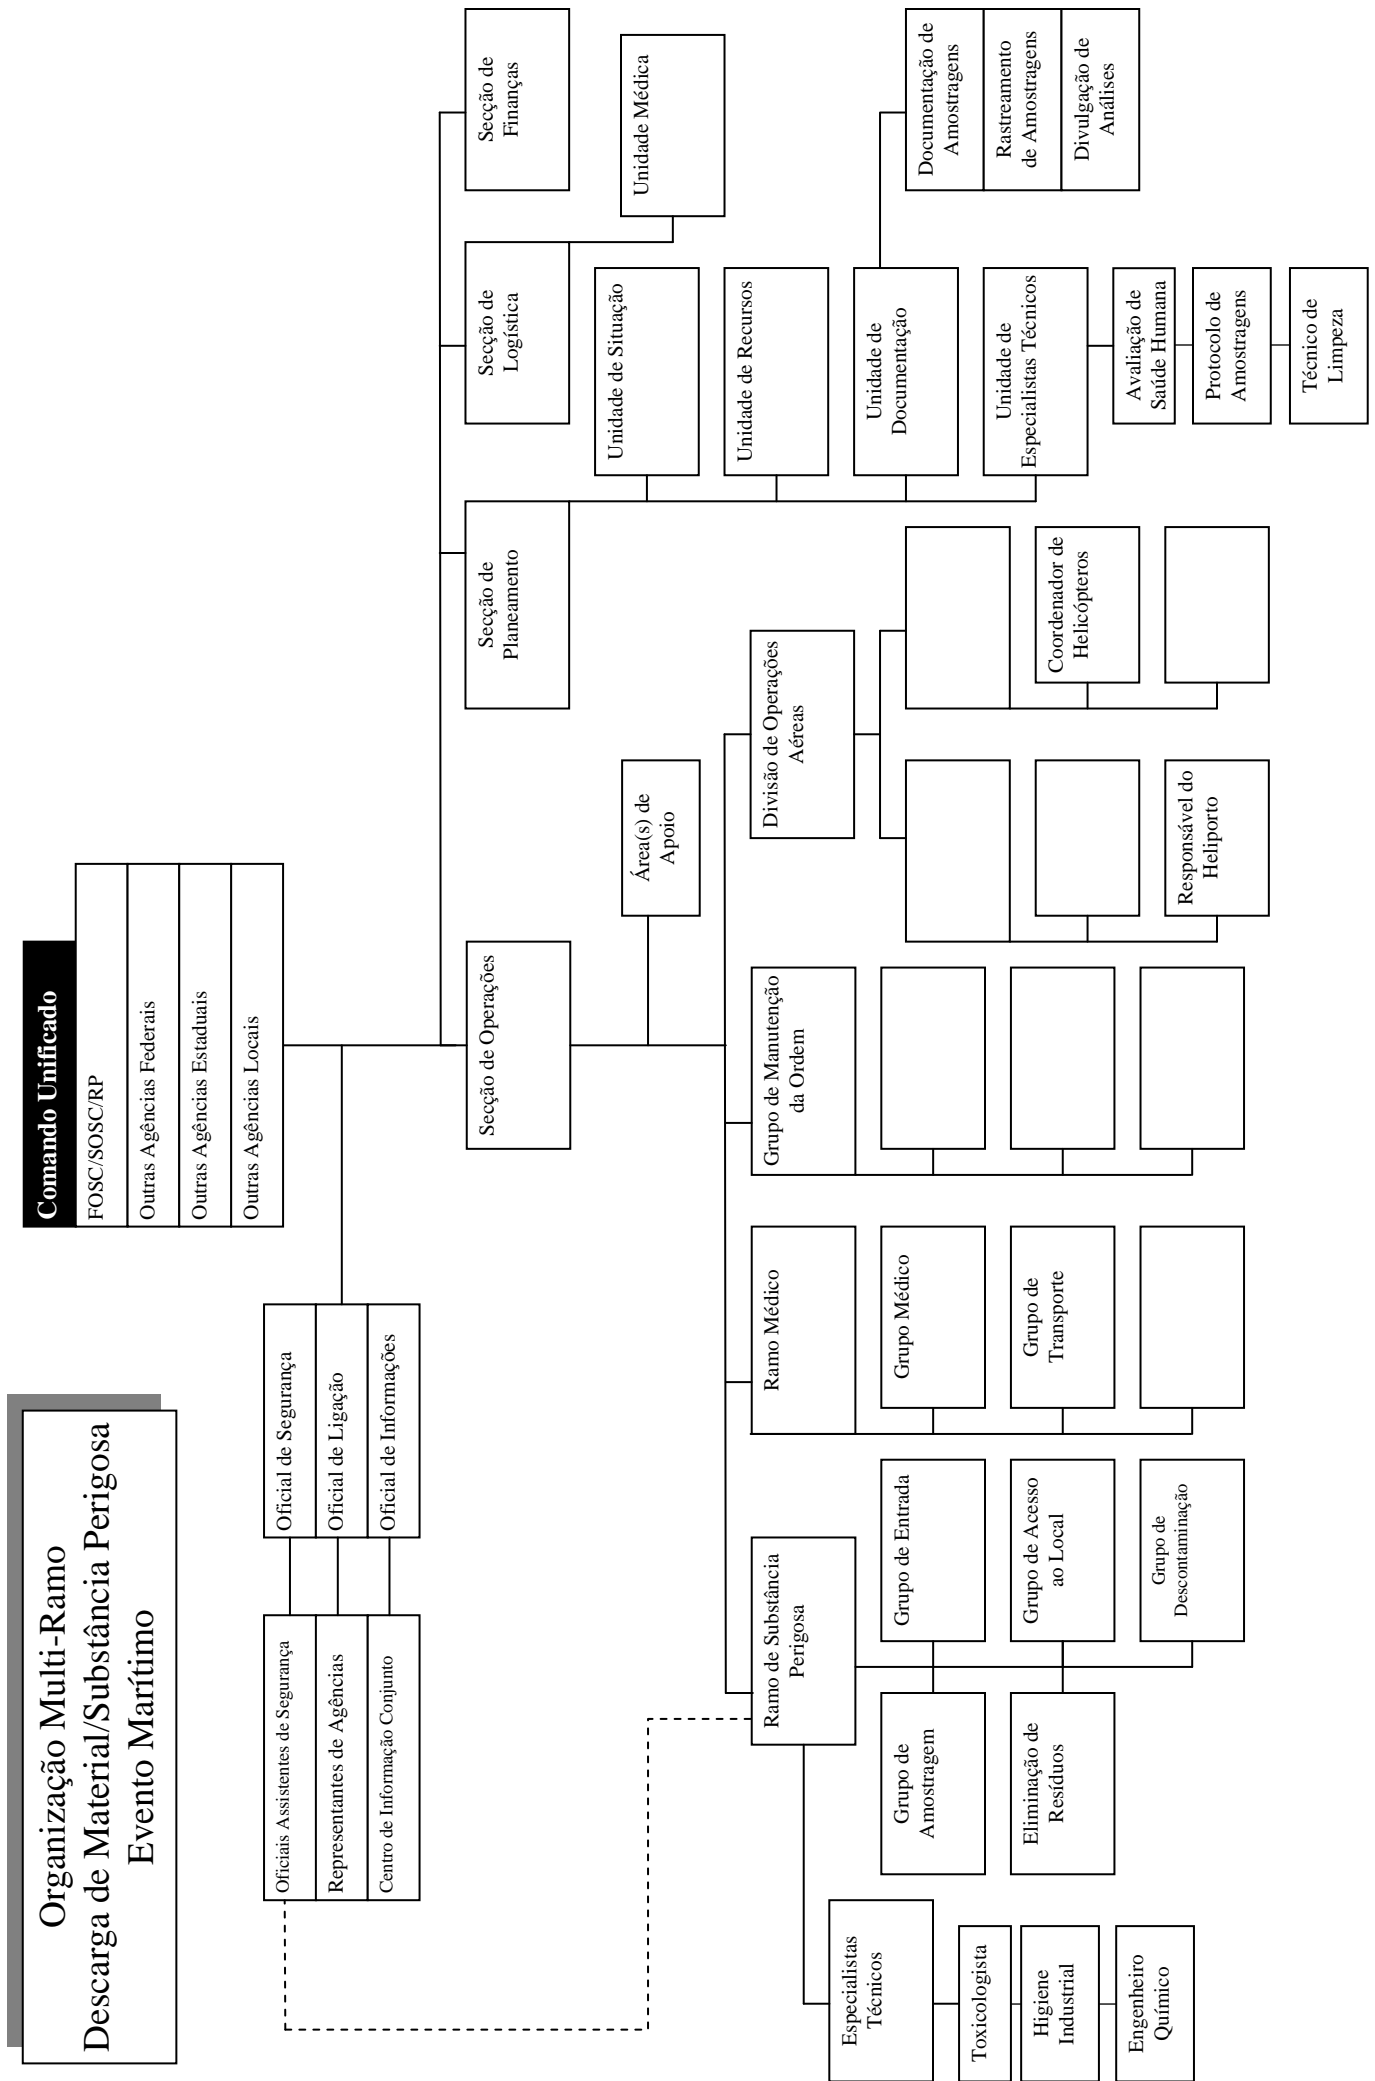 Organização Multi-Ramo
Descarga de Material/Substância Perigosa
Evento Marítimo
Comando Unificado
FOSC/SOSC/RP
Outras Agências Federais
Outras Agências Estaduais
Outras Agências Locais
Oficiais Assistentes de Segurança
Representantes de Agências
Centro de Informação Conjunto
Oficial de Segurança
Oficial de Ligação
Oficial de Informações
Secção de Operações
Secção de
Planeamento
Secção de
Logística
Secção de
Finanças
Área(s) de
Apoio
Unidade de Situação
Unidade Médica
Unidade de Recursos
Unidade de
Documentação
Documentação de
Amostragens
Rastreamento
de Amostragens
Divulgação de
Análises
Unidade de
Especialistas Técnicos
Avaliação de
Saúde Humana
Protocolo de
Amostragens
Técnico de
Limpeza
Ramo de Substância
Perigosa
Ramo Médico
Grupo de Manutenção
da Ordem
Divisão de Operações
Aéreas
Especialistas
Técnicos
Toxicologista
Higiene
Industrial
Engenheiro
Químico
Grupo de
Amostragem
Eliminação de
Resíduos
Grupo de Entrada
Grupo de Acesso
ao Local
Grupo de
Descontaminação
Grupo Médico
Grupo de
Transporte
Responsável do
Heliporto
Coordenador de
Helicópteros